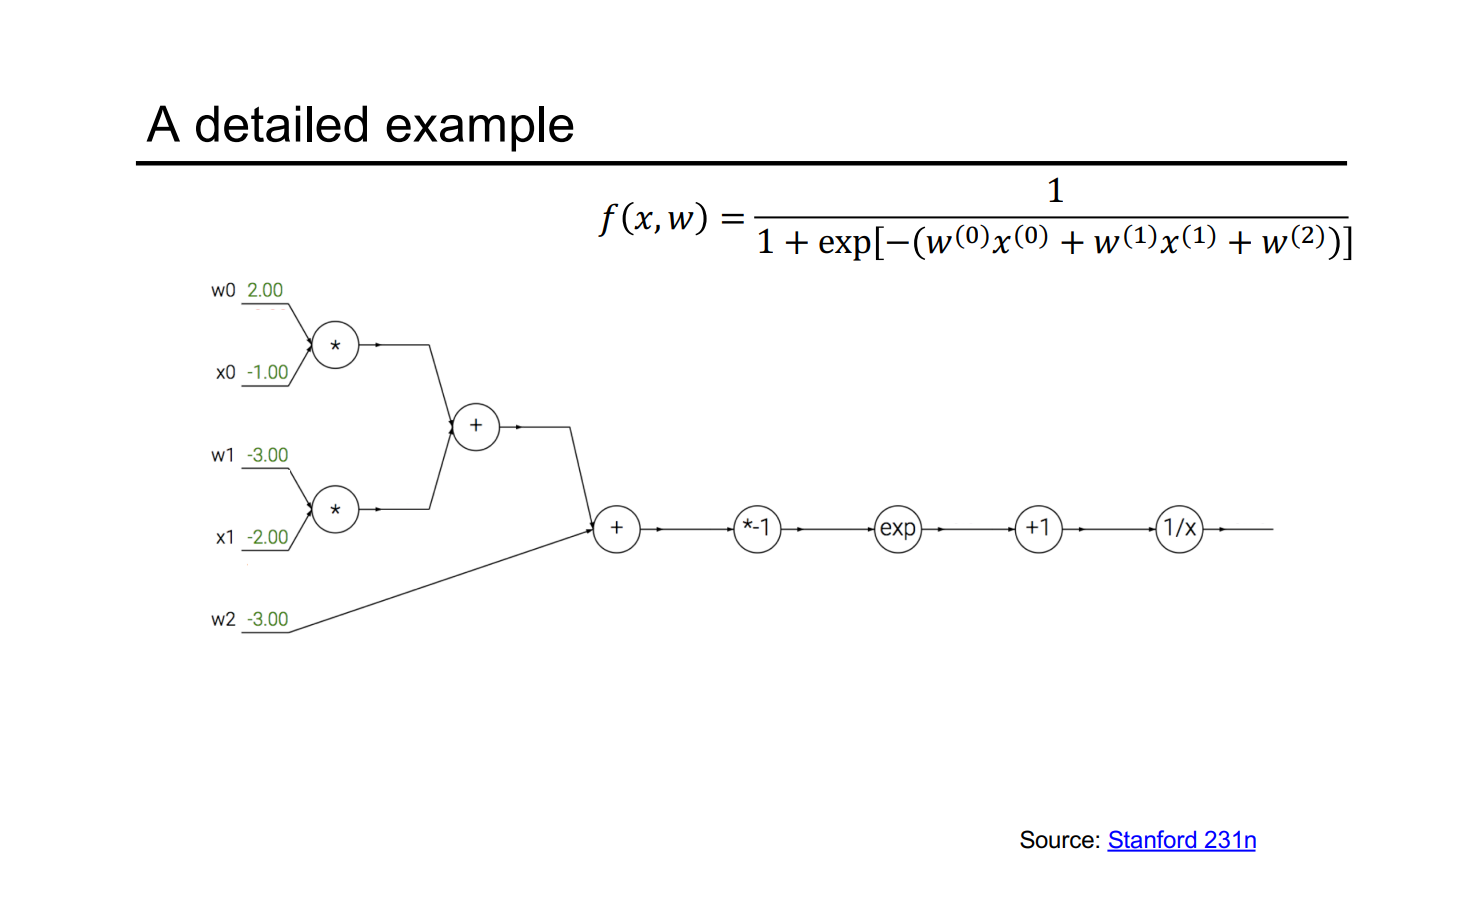 A detailed example
f(x, w) = 1 / 1 + exp[−(w⁽⁰⁾x⁽⁰⁾ + w⁽¹⁾x⁽¹⁾ + w⁽²⁾)]
w0 2.00
*
x0 -1.00
+
w1 -3.00
*
x1 -2.00
+ *-1 exp +1 1/x
w2 -3.00
Source: Stanford 231n